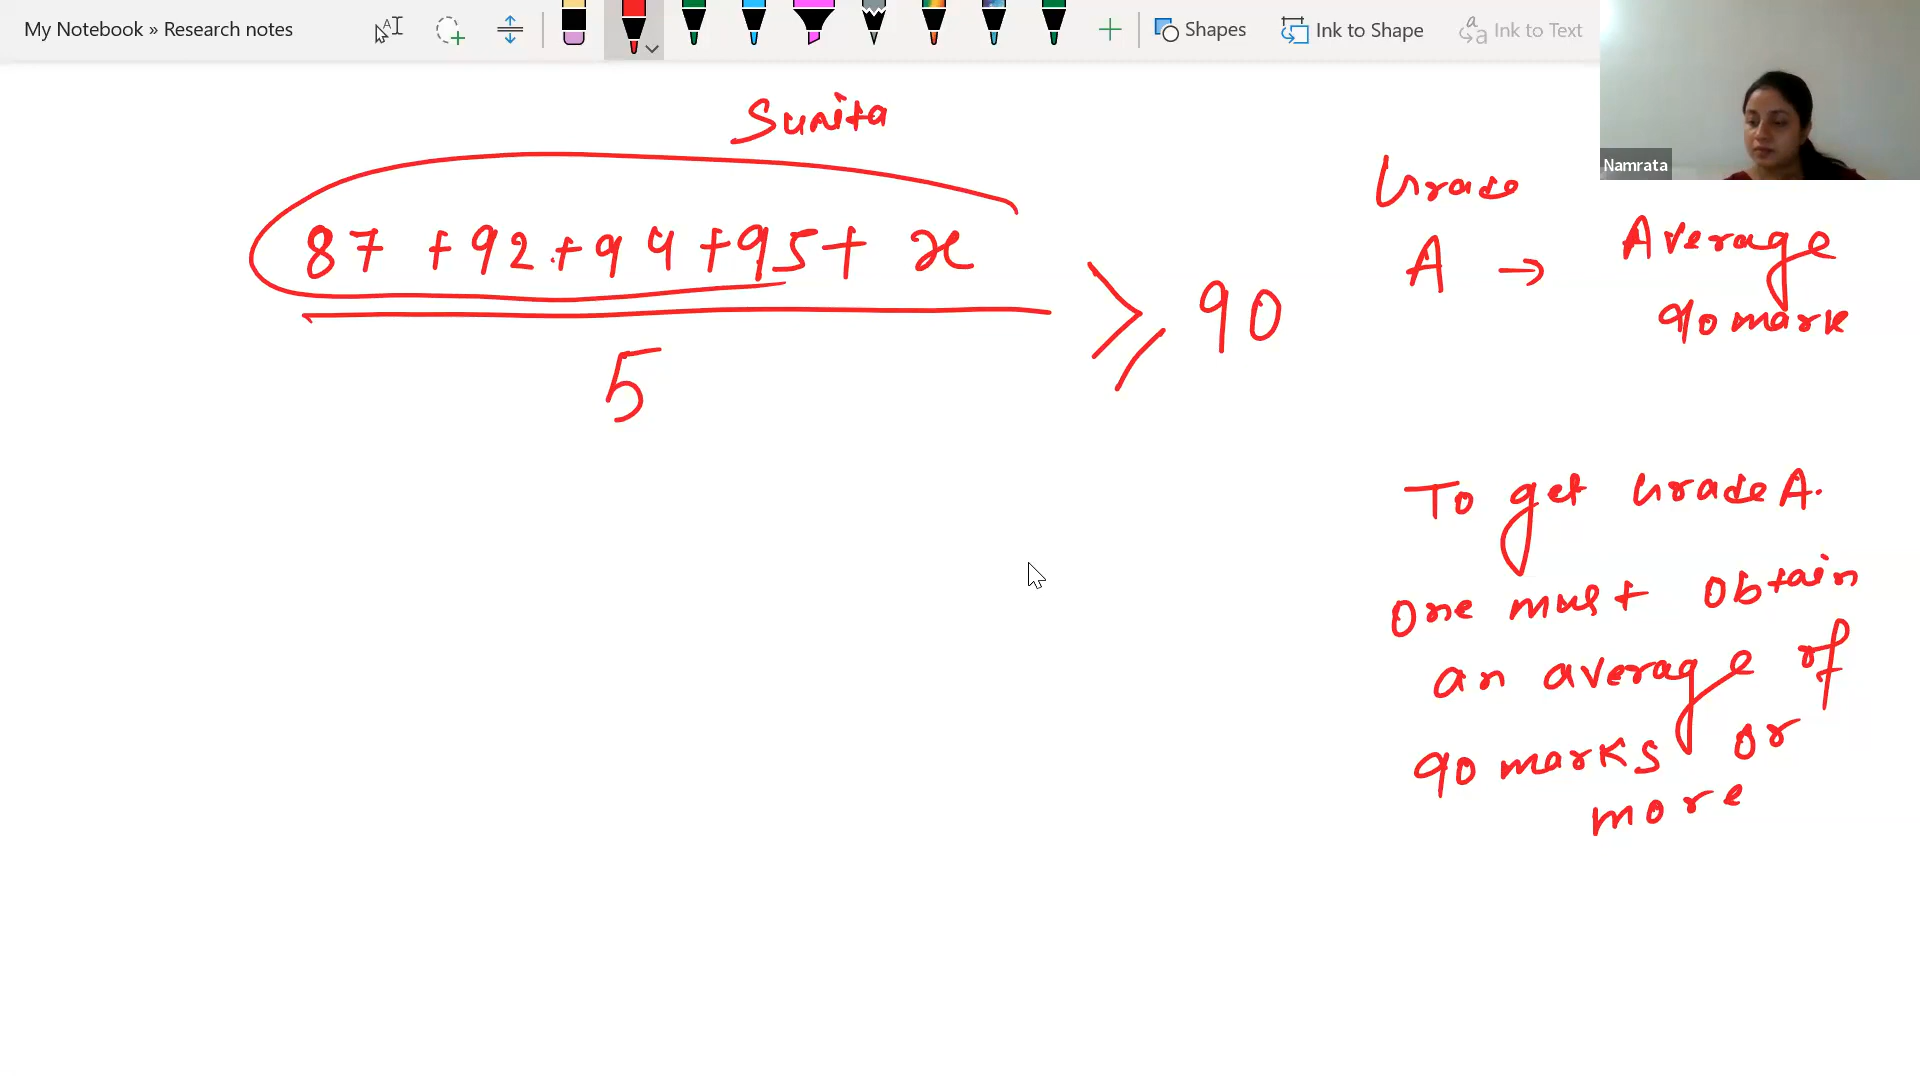 My Notebook » Research notes
Shapes
Ink to Shape
Ink to Text
Namrata
Sunita
87 + 92 + 94 + 95 + x
5
≥ 90
Grade
A → Average
90 mark
To get Grade A.
One must obtain
an average of
90 marks or
more